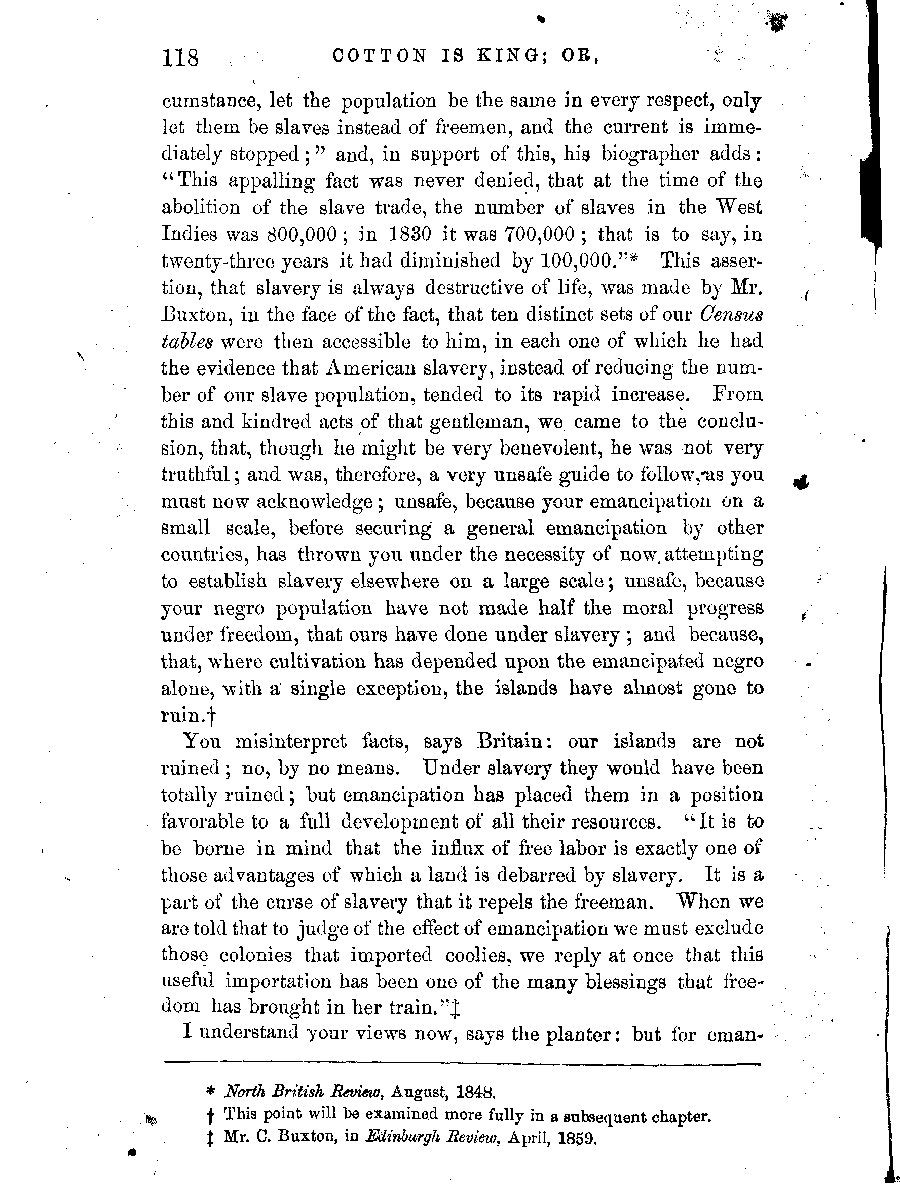 118 COTTON IS KING; OR,
cumstance, let the population be the same in every respect, only
let them be slaves instead of freemen, and the current is imme-
diately stopped;" and, in support of this, his biographer adds:
"This appalling fact was never denied, that at the time of the
abolition of the slave trade, the number of slaves in the West
Indies was 800,000; in 1830 it was 700,000; that is to say, in
twenty-three years it had diminished by 100,000."* This asser-
tion, that slavery is always destructive of life, was made by Mr.
Buxton, in the face of the fact, that ten distinct sets of our Census
tables were then accessible to him, in each one of which he had
the evidence that American slavery, instead of reducing the num-
ber of our slave population, tended to its rapid increase. From
this and kindred acts of that gentleman, we came to the conclu-
sion, that, though he might be very benevolent, he was not very
truthful; and was, therefore, a very unsafe guide to follow, as you
must now acknowledge; unsafe, because your emancipation on a
small scale, before securing a general emancipation by other
countries, has thrown you under the necessity of now attempting
to establish slavery elsewhere on a large scale; unsafe, because
your negro population have not made half the moral progress
under freedom, that ours have done under slavery; and because,
that, where cultivation has depended upon the emancipated negro
alone, with a single exception, the islands have almost gone to
ruin.†
You misinterpret facts, says Britain: our islands are not
ruined; no, by no means. Under slavery they would have been
totally ruined; but emancipation has placed them in a position
favorable to a full development of all their resources. "It is to
be borne in mind that the influx of free labor is exactly one of
those advantages of which a land is debarred by slavery. It is a
part of the curse of slavery that it repels the freeman. When we
are told that to judge of the effect of emancipation we must exclude
those colonies that imported coolies, we reply at once that this
useful importation has been one of the many blessings that free-
dom has brought in her train."‡
I understand your views now, says the planter: but for eman-
* North British Review, August, 1848.
† This point will be examined more fully in a subsequent chapter.
‡ Mr. C. Buxton, in Edinburgh Review, April, 1859.